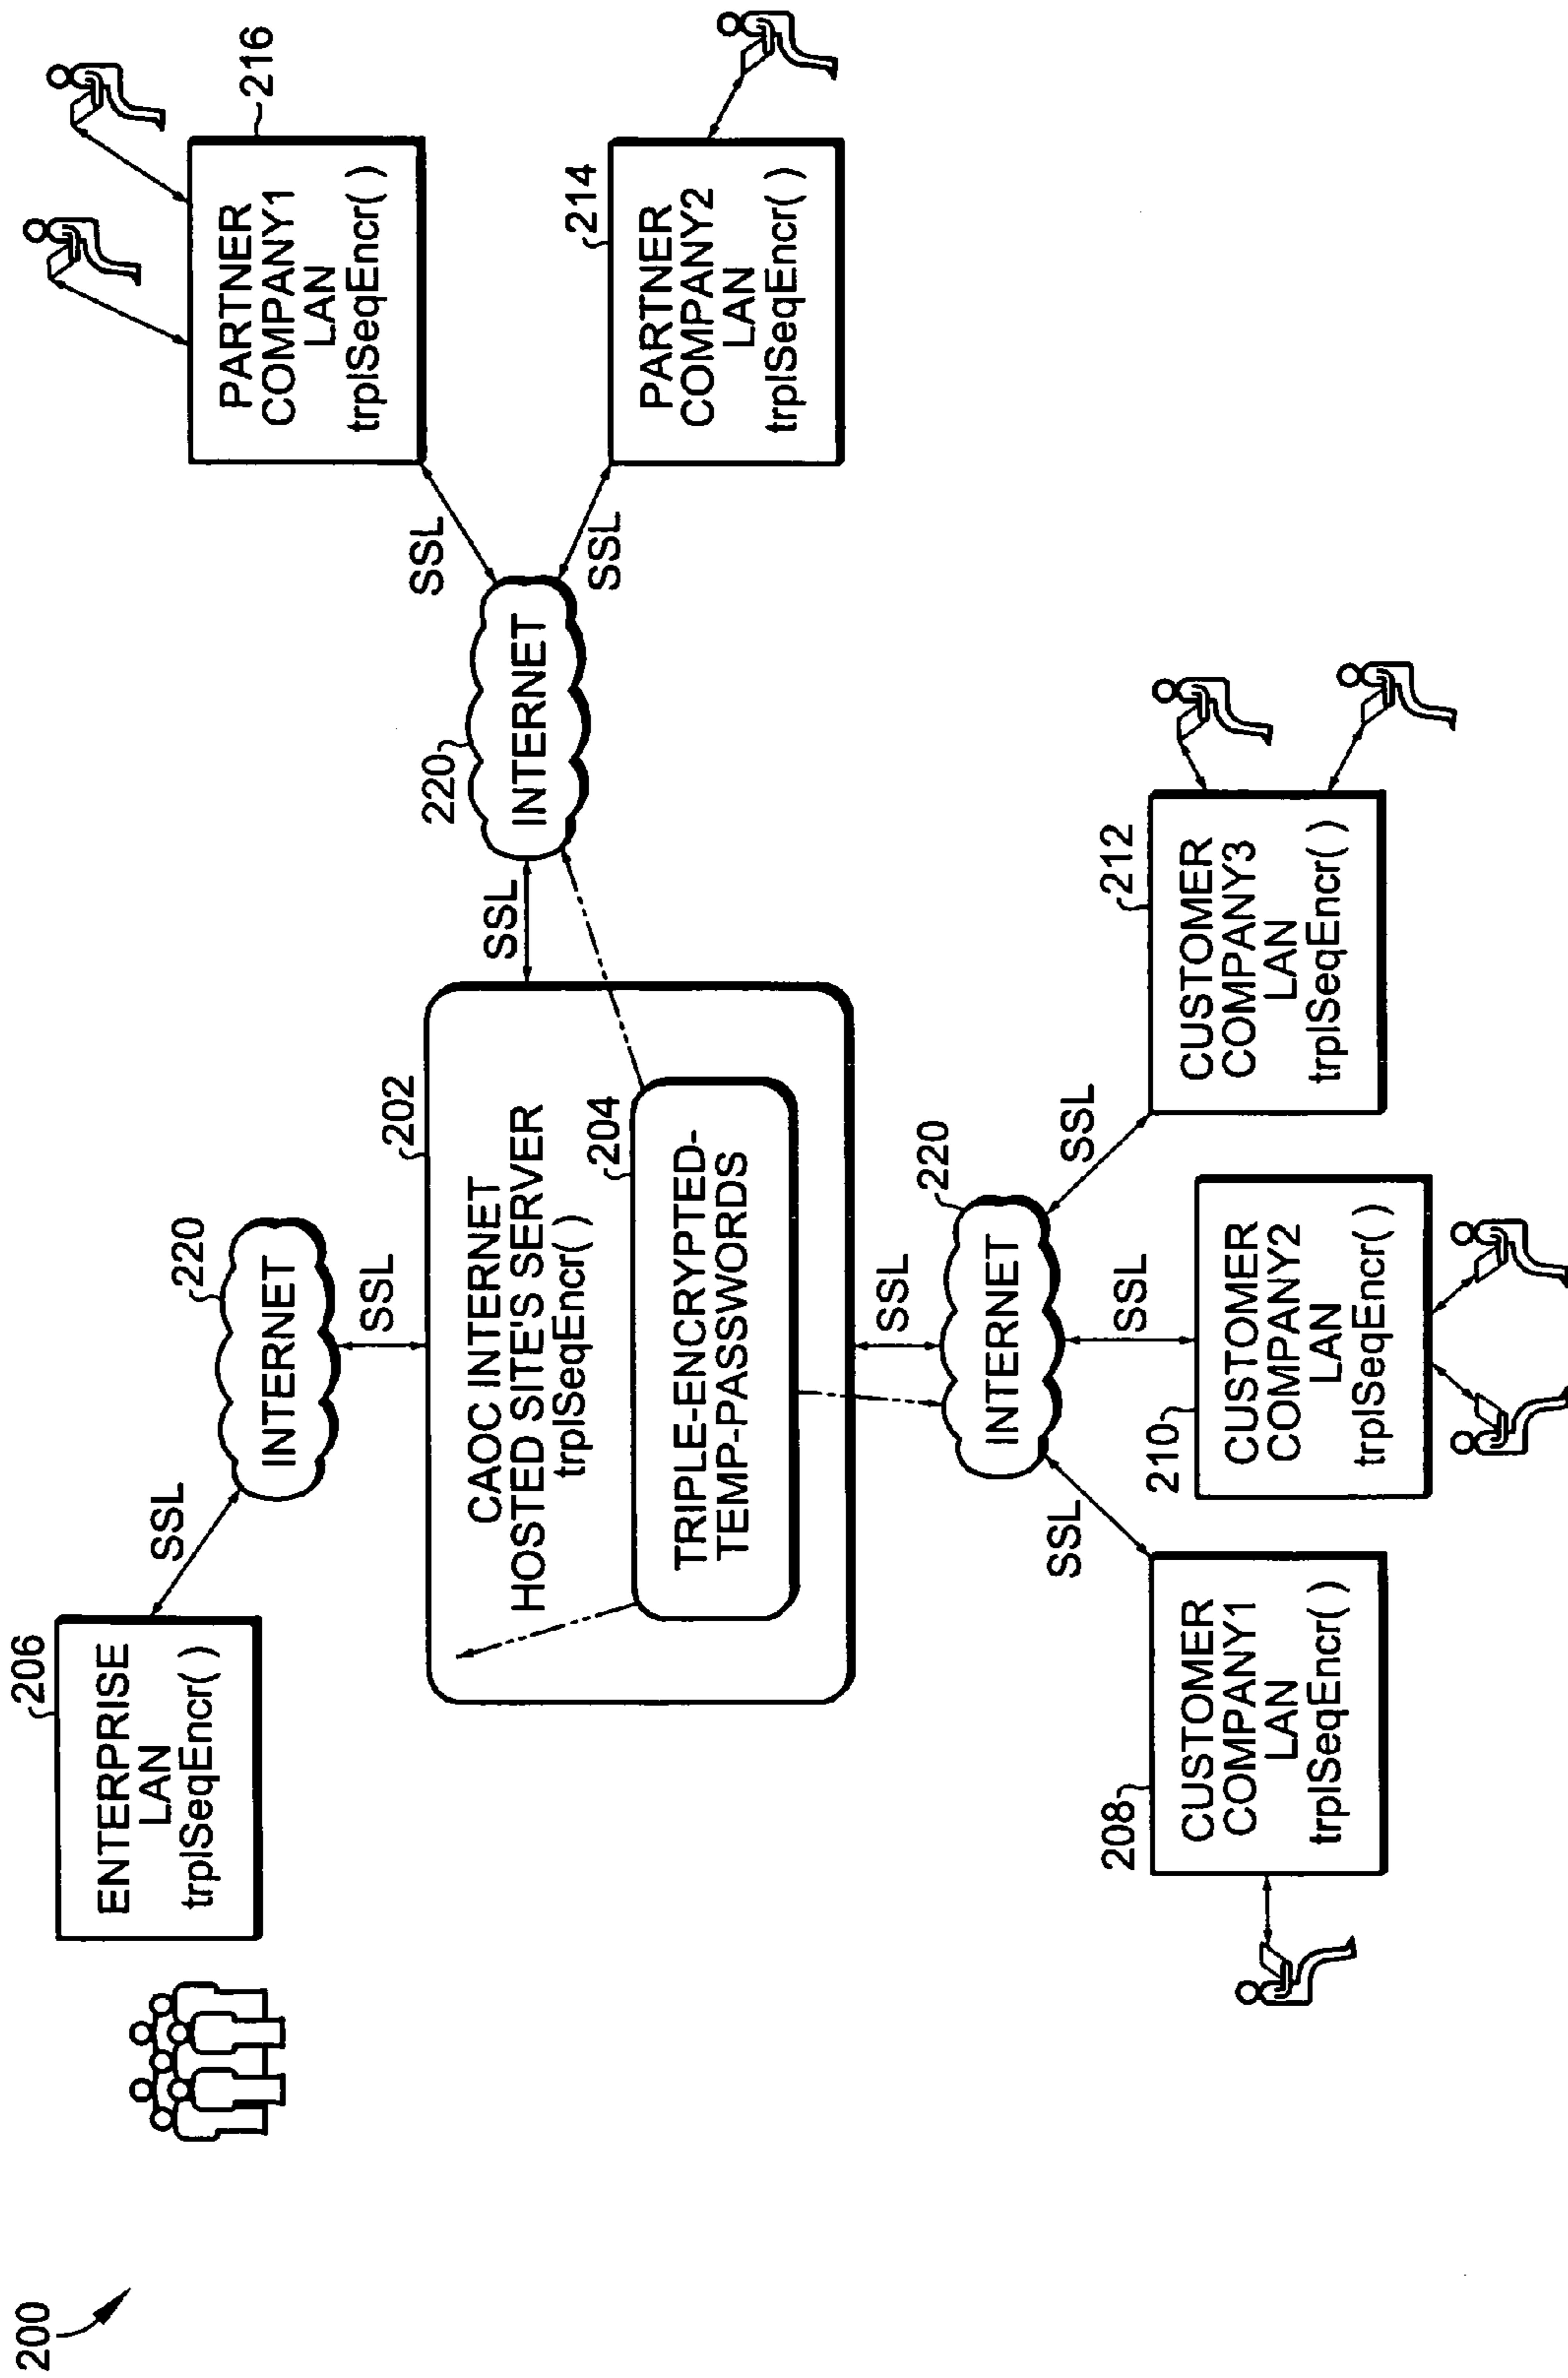 200
206
ENTERPRISE
LAN
trplSeqEncr( )
SSL
220
INTERNET
SSL
202
CAOC INTERNET
HOSTED SITE'S SERVER
trplSeqEncr( )
204
TRIPLE-ENCRYPTED-
TEMP-PASSWORDS
SSL
220
INTERNET
SSL
216
PARTNER
COMPANY1
LAN
trplSeqEncr( )
SSL
214
PARTNER
COMPANY2
LAN
trplSeqEncr( )
SSL
220
INTERNET
SSL
208
CUSTOMER
COMPANY1
LAN
trplSeqEncr( )
SSL
210
CUSTOMER
COMPANY2
LAN
trplSeqEncr( )
SSL
212
CUSTOMER
COMPANY3
LAN
trplSeqEncr( )